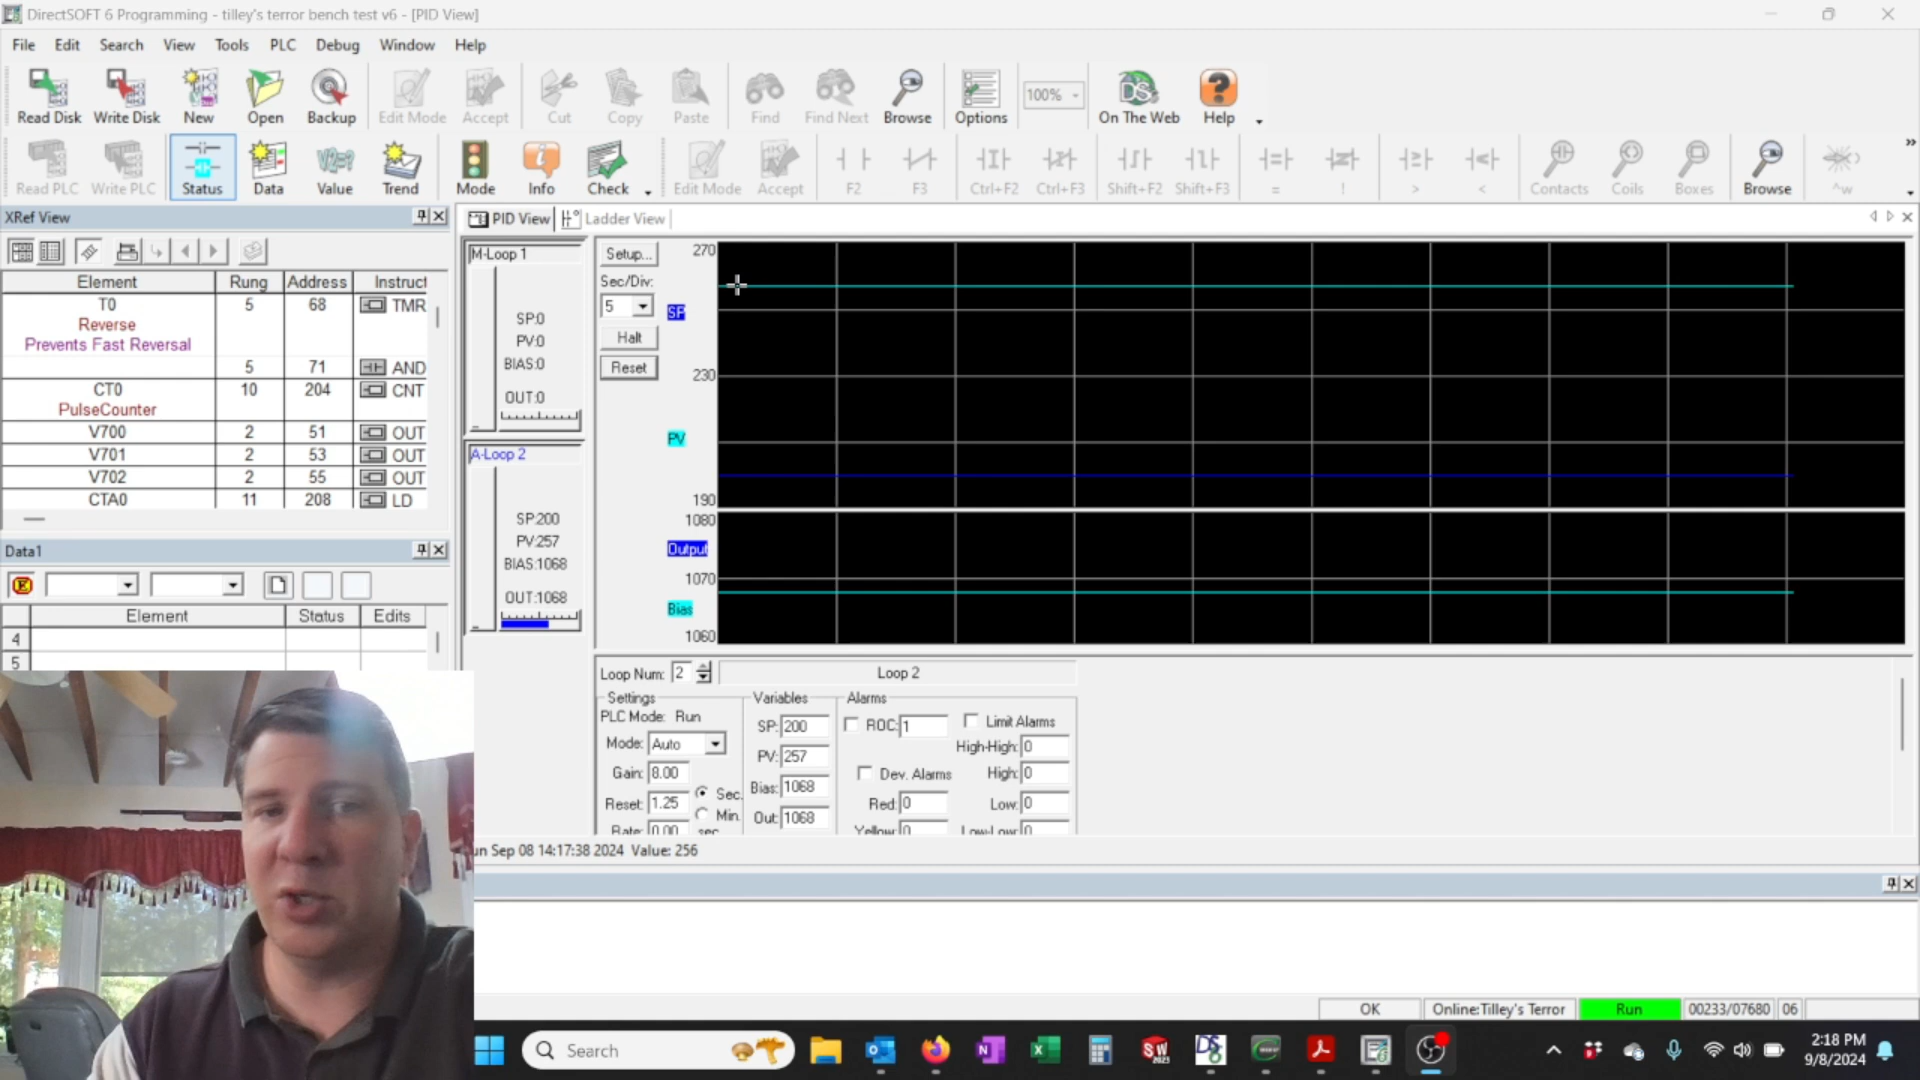 DirectSOFT 6 Programming - tilley's terror bench test v6 - [PID View]
File Edit Search View Tools PLC Debug Window Help
Read Disk Write Disk New Open Backup Edit Mode Accept Cut Copy Paste Find Find Next Browse Options 100% On The Web Help
Read PLC Write PLC Status Data Value Trend Mode Info Check Edit Mode Accept F2 F3 Ctrl+F2 Ctrl+F3 Shift+F2 Shift+F3 = ! > < Contacts Coils Boxes Browse ^w
XRef View
PID View Ladder View
Element Rung Address Instruct
T0 5 68 TMR
Reverse
Prevents Fast Reversal
5 71 AND
CT0 10 204 CNT
PulseCounter
V700 2 51 OUT
V701 2 53 OUT
V702 2 55 OUT
CTA0 11 208 LD
Data1
Element Status Edits
4
5
M-Loop 1
SP:0
PV:0
BIAS:0
OUT:0
A-Loop 2
SP:200
PV:257
BIAS:1068
OUT:1068
Setup...
Sec/Div:
5
Halt
Reset
270
SP
230
PV
190
1080
Output
1070
Bias
1060
Loop Num: 2 Loop 2
Settings Variables Alarms
PLC Mode: Run SP: 200 ROC: 1 Limit Alarms
Mode: Auto PV: 257 High-High: 0
Gain: 8.00 Bias: 1068 Dev. Alarms High: 0
Reset: 1.25 Sec. Out: 1068 Red: 0 Low: 0
Min.
Rate: 0.00 sec Yellow: 0 Low-Low: 0
un Sep 08 14:17:38 2024 Value: 256
OK Online:Tilley's Terror Run 00233/07680 06
Search
SW
2023
2:18 PM
9/8/2024